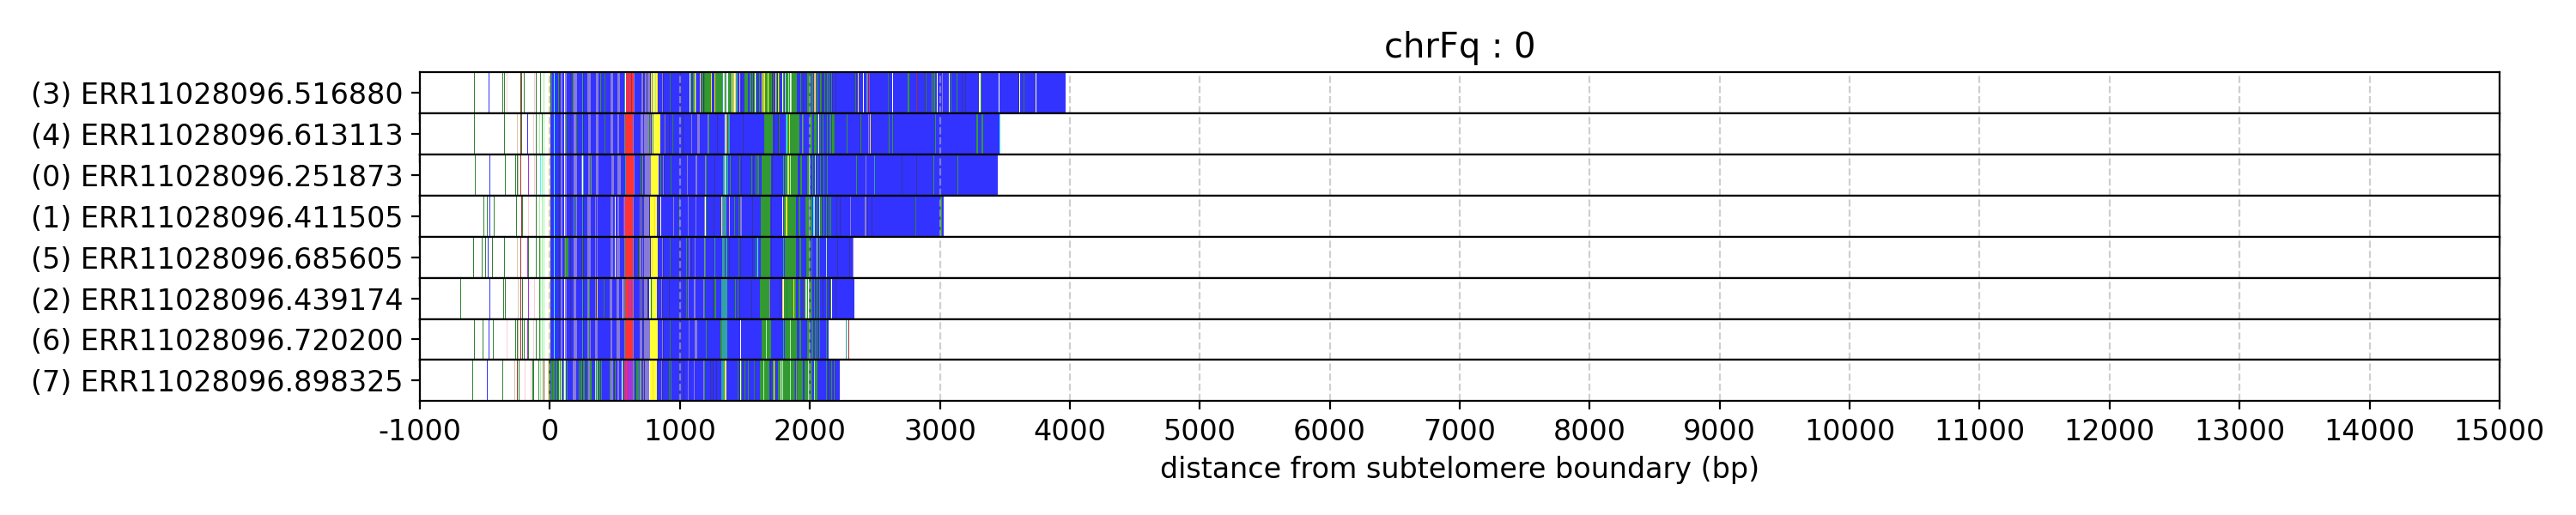 chrFq : 0
(3) ERR11028096.516880
(4) ERR11028096.613113
(0) ERR11028096.251873
(1) ERR11028096.411505
(5) ERR11028096.685605
(2) ERR11028096.439174
(6) ERR11028096.720200
(7) ERR11028096.898325
-1000 0 1000 2000 3000 4000 5000 6000 7000 8000 9000 10000 11000 12000 13000 14000 15000
distance from subtelomere boundary (bp)